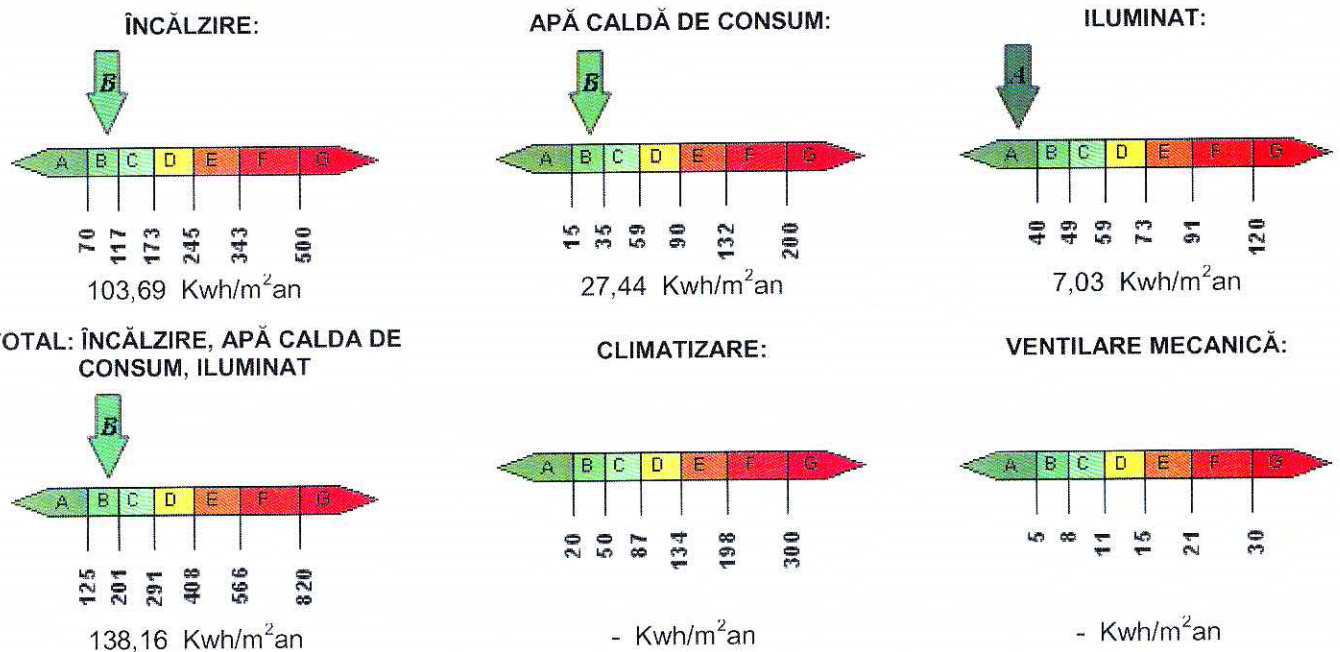 ÎNCĂLZIRE:
B
A B C D E F G
70 117 173 245 343 500
103,69 Kwh/m²an
APĂ CALDĂ DE CONSUM:
B
A B C D E F G
15 35 59 90 132 200
27,44 Kwh/m²an
ILUMINAT:
A
A B C D E F G
40 49 59 73 91 120
7,03 Kwh/m²an
TOTAL: ÎNCĂLZIRE, APĂ CALDA DE
CONSUM, ILUMINAT
B
A B C D E F G
125 201 291 408 566 820
138,16 Kwh/m²an
CLIMATIZARE:
A B C D E F G
20 50 87 134 198 300
- Kwh/m²an
VENTILARE MECANICĂ:
A B C D E F G
5 8 11 15 21 30
- Kwh/m²an